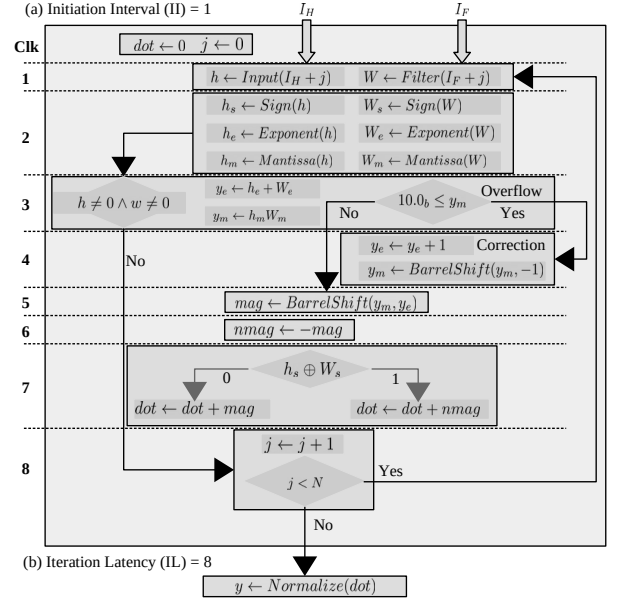 (a) Initiation Interval (II) = 1
I_H I_F
Clk
dot ← 0 j ← 0
1
h ← Input(I_H + j) W ← Filter(I_F + j)
h_s ← Sign(h) W_s ← Sign(W)
2
h_e ← Exponent(h) W_e ← Exponent(W)
h_m ← Mantissa(h) W_m ← Mantissa(W)
3
h ≠ 0 ∧ w ≠ 0
y_e ← h_e + W_e
y_m ← h_m W_m
10.0_b ≤ y_m
Overflow
No Yes
4
No
y_e ← y_e + 1 Correction
y_m ← BarrelShift(y_m, −1)
5
mag ← BarrelShift(y_m, y_e)
6
nmag ← −mag
7
h_s ⊕ W_s
0 1
dot ← dot + mag dot ← dot + nmag
8
j ← j + 1
j < N
Yes
No
(b) Iteration Latency (IL) = 8
y ← Normalize(dot)